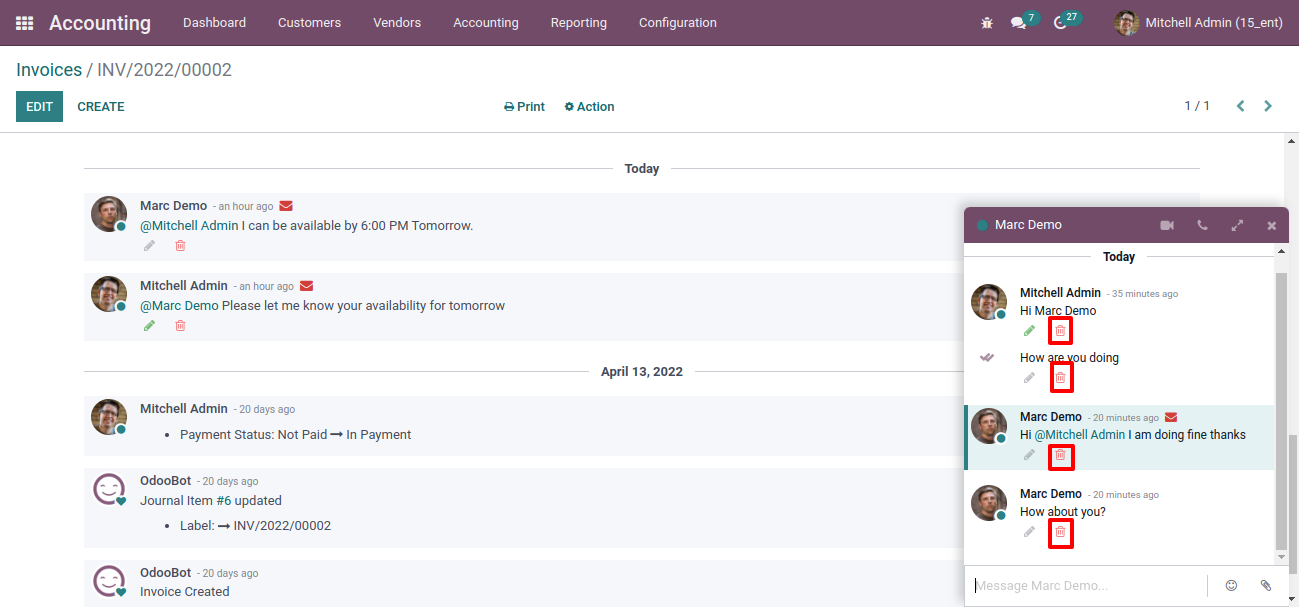 Accounting Dashboard Customers Vendors Accounting Reporting Configuration 7 27 Mitchell Admin (15_ent)
Invoices / INV/2022/00002
EDIT CREATE Print Action 1 / 1
Today
Marc Demo - an hour ago
@Mitchell Admin I can be available by 6:00 PM Tomorrow.
Mitchell Admin - an hour ago
@Marc Demo Please let me know your availability for tomorrow
April 13, 2022
Mitchell Admin - 20 days ago
• Payment Status: Not Paid → In Payment
OdooBot - 20 days ago
Journal Item #6 updated
• Label: → INV/2022/00002
OdooBot - 20 days ago
Invoice Created
Marc Demo
Today
Mitchell Admin - 35 minutes ago
Hi Marc Demo
How are you doing
Marc Demo - 20 minutes ago
Hi @Mitchell Admin I am doing fine thanks
Marc Demo - 20 minutes ago
How about you?
Message Marc Demo...